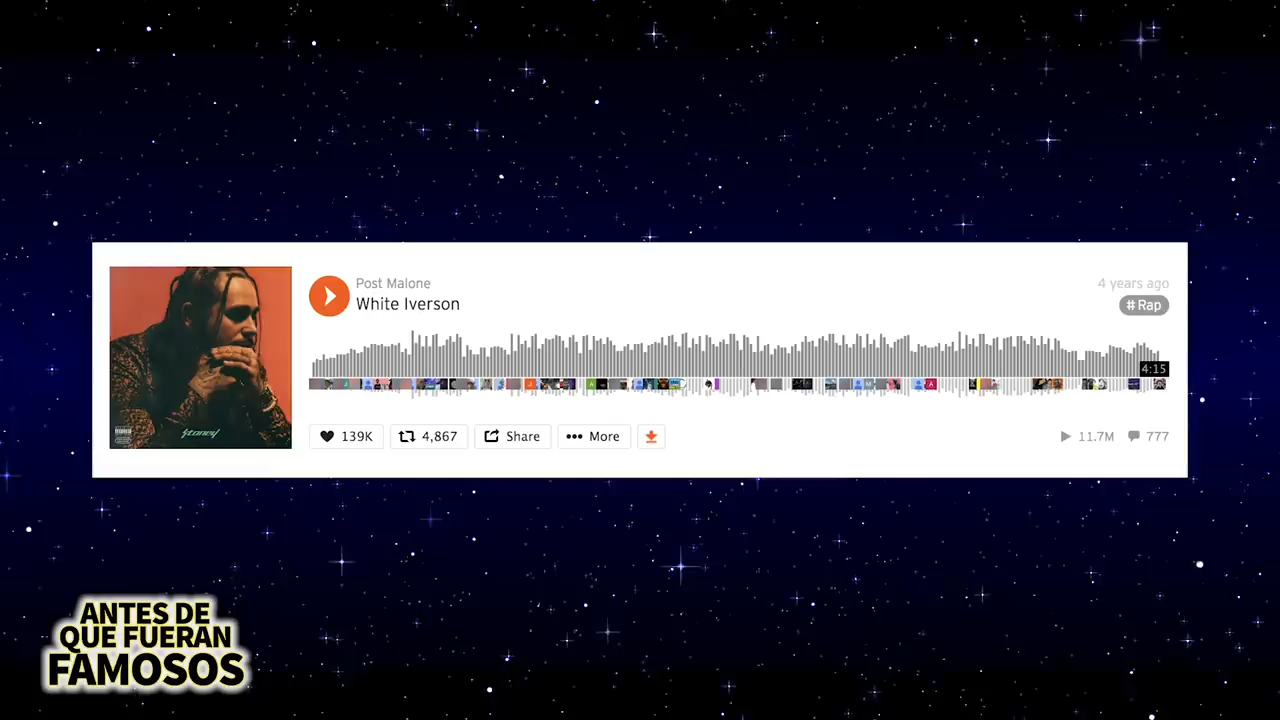 Post Malone
4 years ago
White Iverson
# Rap
4:15
Stoney
139K
4,867
Share
More
11.7M
777
ANTES DE
QUE FUERAN
FAMOSOS